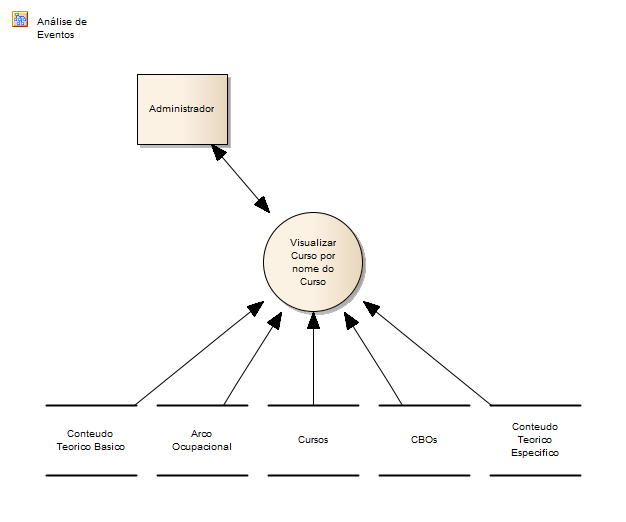 Análise de
Eventos
Administrador
Visualizar
Curso por
nome do
Curso
Conteudo
Teorico Basico
Arco
Ocupacional
Cursos
CBOs
Conteudo
Teorico
Especifico